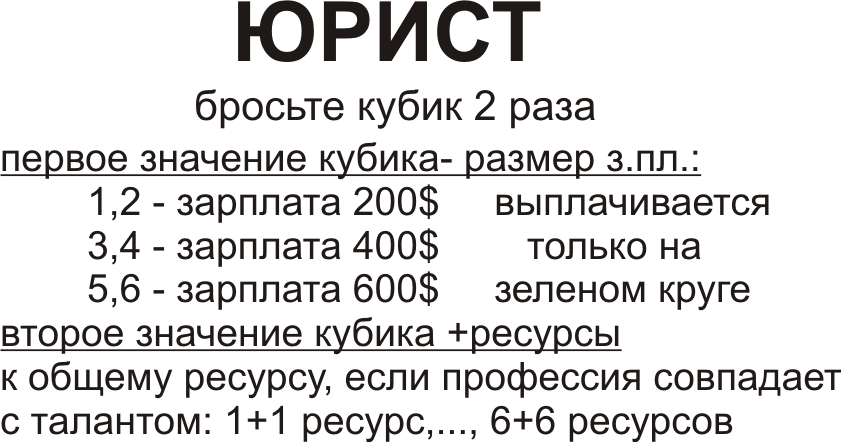 ЮРИСТ
бросьте кубик 2 раза
первое значение кубика- размер з.пл.:
1,2 - зарплата 200$ выплачивается
3,4 - зарплата 400$ только на
5,6 - зарплата 600$ зеленом круге
второе значение кубика +ресурсы
к общему ресурсу, если профессия совпадает
с талантом: 1+1 ресурс,..., 6+6 ресурсов